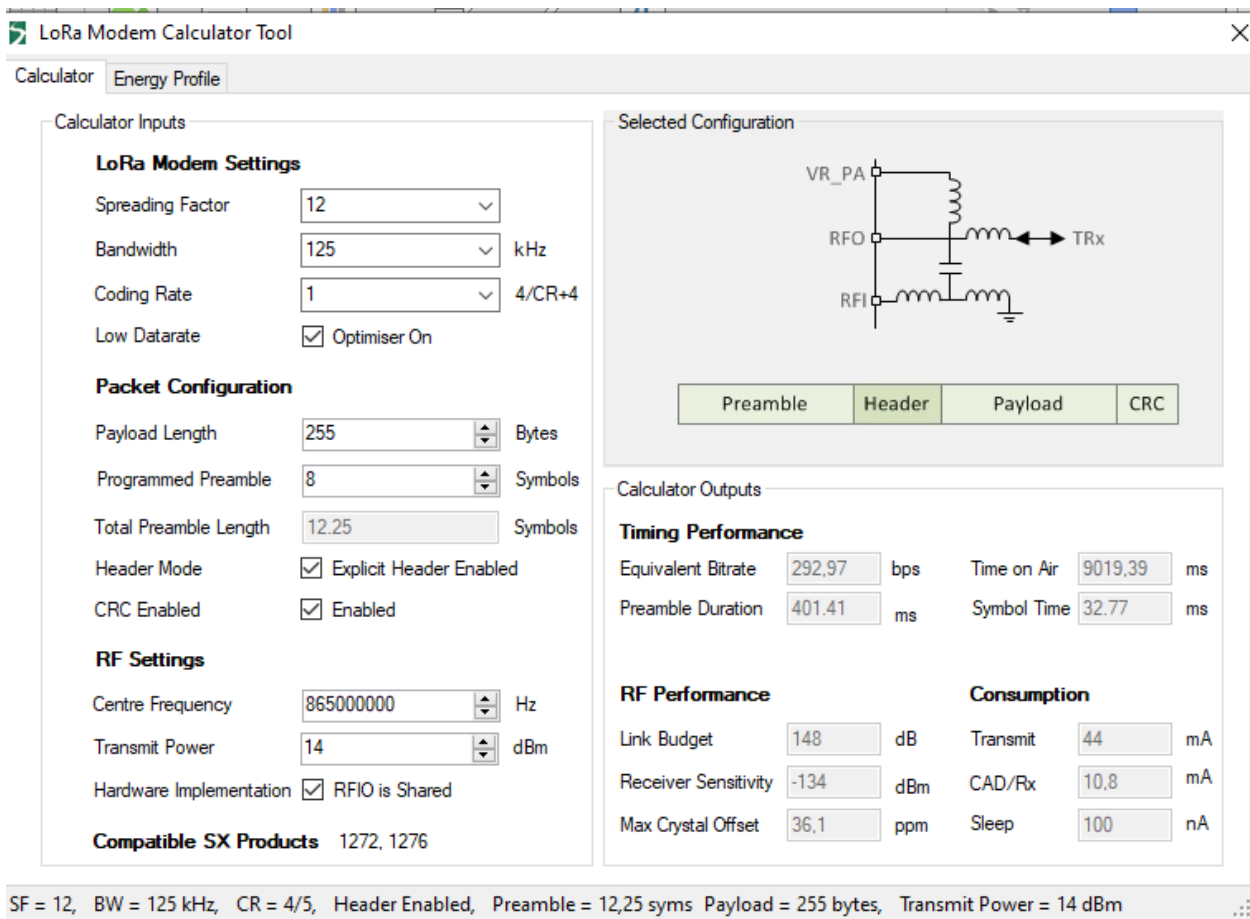 LoRa Modem Calculator Tool
Calculator Energy Profile
Calculator Inputs
LoRa Modem Settings
Spreading Factor 12
Bandwidth 125 kHz
Coding Rate 1 4/CR+4
Low Datarate Optimiser On
Packet Configuration
Payload Length 255 Bytes
Programmed Preamble 8 Symbols
Total Preamble Length 12.25 Symbols
Header Mode Explicit Header Enabled
CRC Enabled Enabled
RF Settings
Centre Frequency 865000000 Hz
Transmit Power 14 dBm
Hardware Implementation RFIO is Shared
Compatible SX Products 1272, 1276
Selected Configuration
VR_PA
RFO TRx
RFI
Preamble Header Payload CRC
Calculator Outputs
Timing Performance
Equivalent Bitrate 292,97 bps Time on Air 9019,39 ms
Preamble Duration 401.41 ms Symbol Time 32.77 ms
RF Performance Consumption
Link Budget 148 dB Transmit 44 mA
Receiver Sensitivity -134 dBm CAD/Rx 10,8 mA
Max Crystal Offset 36,1 ppm Sleep 100 nA
SF = 12, BW = 125 kHz, CR = 4/5, Header Enabled, Preamble = 12,25 syms Payload = 255 bytes, Transmit Power = 14 dBm